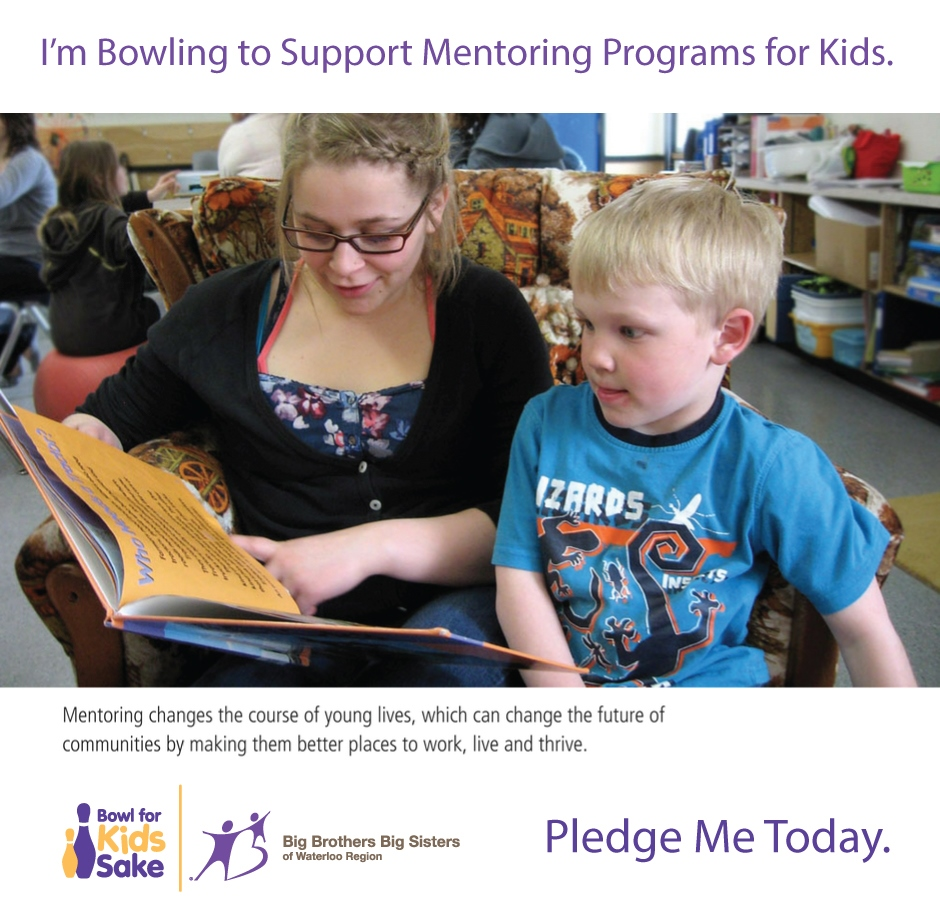 I'm Bowling to Support Mentoring Programs for Kids.
IZARDS
Mentoring changes the course of young lives, which can change the future of
communities by making them better places to work, live and thrive.
Bowl for
Kids
Sake
Big Brothers Big Sisters
of Waterloo Region
Pledge Me Today.